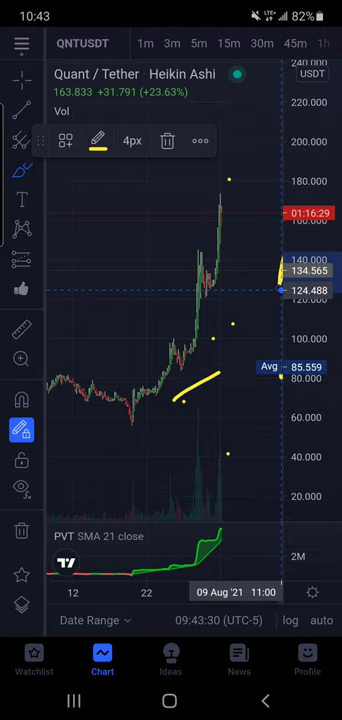 10:43 LTE+ 82%
QNTUSDT 1m 3m 5m 15m 30m 45m 1h
240.000
Quant / Tether · Heikin Ashi USDT
163.833 +31.791 (+23.63%)
220.000
Vol
4px
200.000
180.000
01:16:29
160.000
140.000
134.565
124.488
120.000
100.000
Avg 85.559
80.000
60.000
40.000
20.000
PVT SMA 21 close
2M
12 22 09 Aug '21 11:00
Date Range 09:43:30 (UTC-5) log auto
Watchlist Chart Ideas News Profile